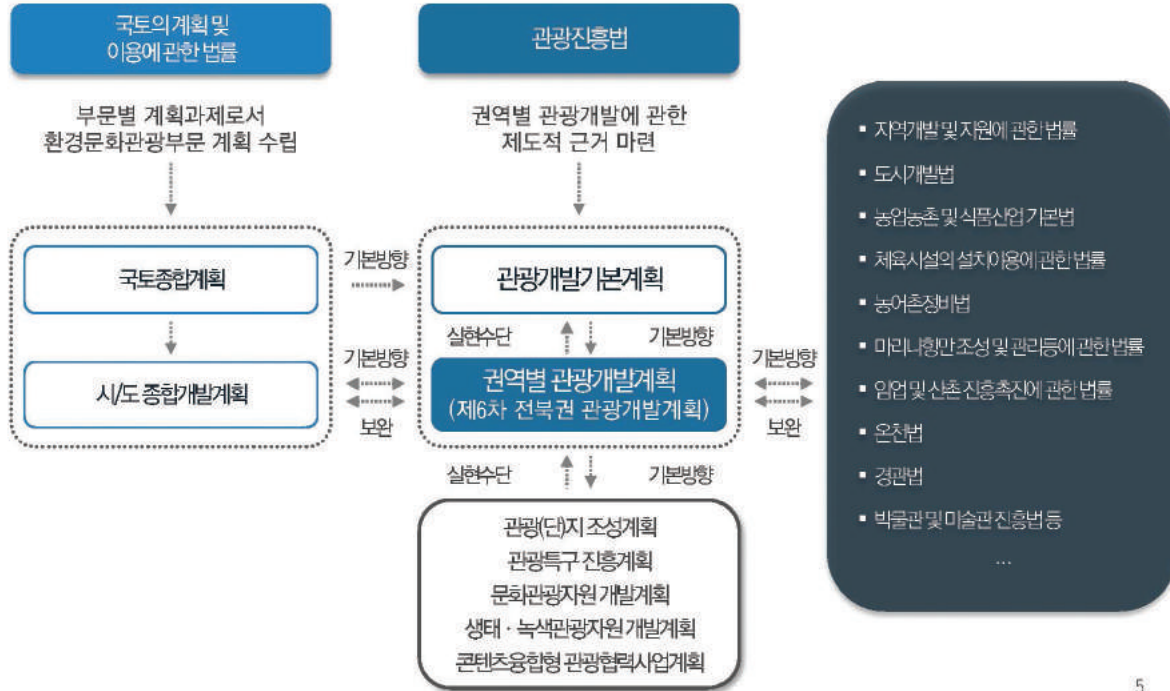 국토의 계획 및
이용에 관한 법률
관광진흥법
부문별 계획과제로서
환경문화관광부문 계획 수립
권역별 관광개발에 관한
제도적 근거 마련
국토종합계획
기본방향
관광개발기본계획
실현수단
기본방향
시/도 종합개발계획
기본방향
보완
권역별 관광개발계획
(제6차 전북권 관광개발계획)
기본방향
보완
실현수단
기본방향
관광(단)지 조성계획
관광특구 진흥계획
문화관광자원 개발계획
생태·녹색관광자원 개발계획
콘텐츠융합형 관광협력사업계획
▪ 지역개발 및 지원에 관한 법률
▪ 도시개발법
▪ 농업농촌 및 식품산업 기본법
▪ 체육시설의 설치이용에 관한 법률
▪ 농어촌정비법
▪ 마리나항만 조성 및 관리등에 관한 법률
▪ 임업 및 산촌 진흥촉진에 관한 법률
▪ 온천법
▪ 경관법
▪ 박물관 및 미술관 진흥법 등
...
5